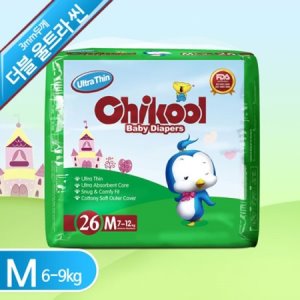 3mm두께
더블 울트라씬
Ultra Thin
Chikool
Baby Diapers
FDA
Ultra Thin
Ultra Absorbent Core
Snug & Comfy Fit
Cottony Soft Outer Cover
26 M 7-12kg
M 6-9kg